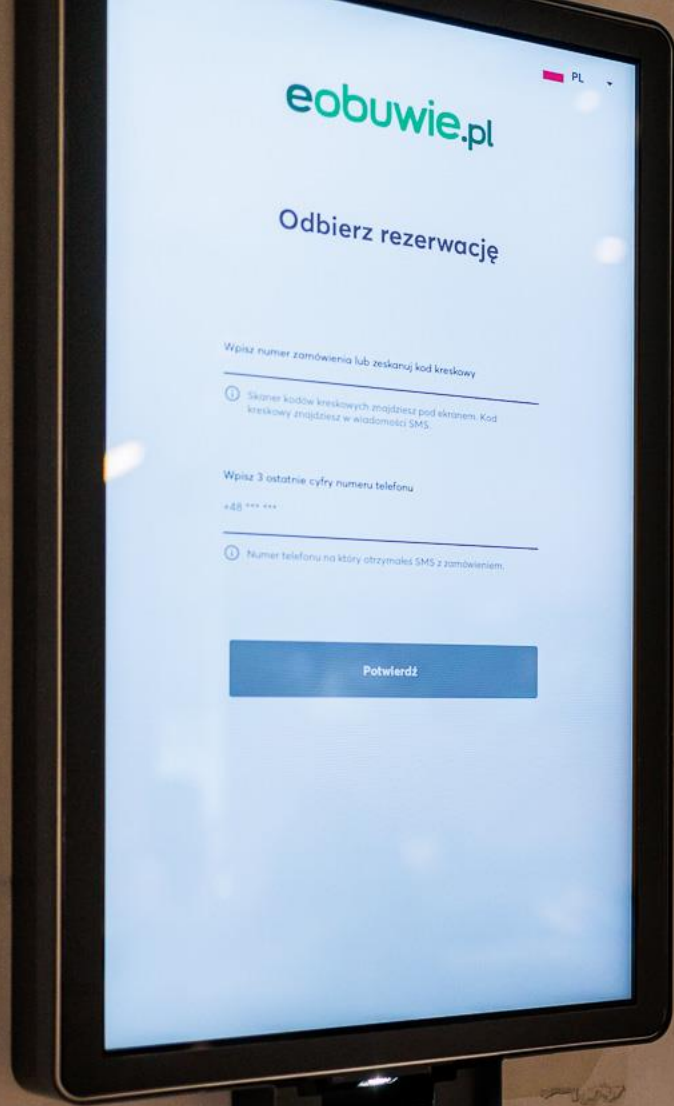 PL
eobuwie.pl
Odbierz rezerwację
Wpisz numer zamówienia lub zeskanuj kod kreskowy
Skaner kodów kreskowych znajdziesz pod ekranem. Kod
kreskowy znajdziesz w wiadomości SMS.
Wpisz 3 ostatnie cyfry numeru telefonu
+48 *** ***
Numer telefonu na który otrzymałeś SMS z zamówieniem.
Potwierdź